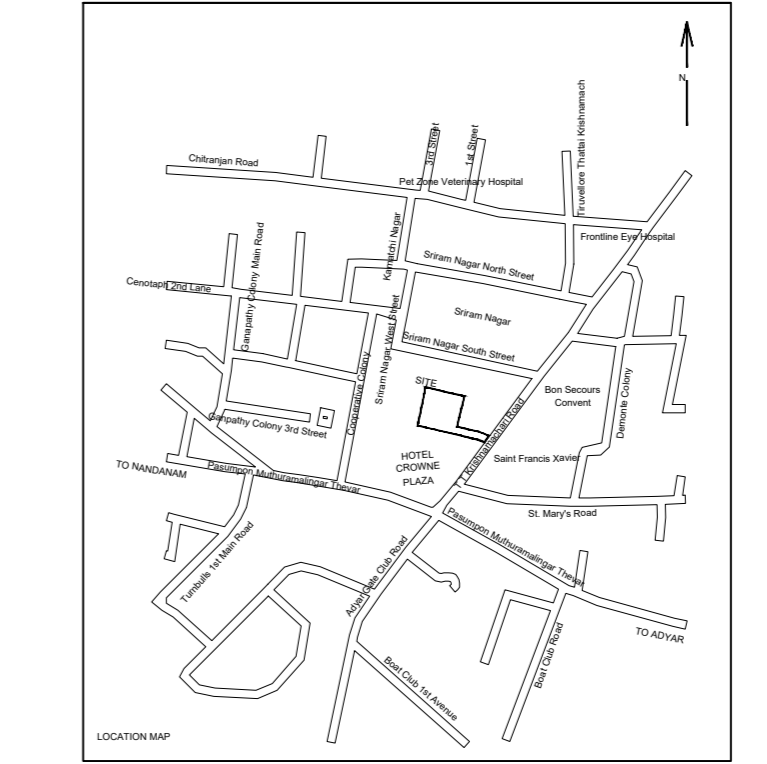 N
Tiruvellore Thattai Krishnamach
3rd Street
1st Street
Chitranjan Road
Pet Zone Veterinary Hospital
Kamatchi Nagar
Frontline Eye Hospital
Ganapathy Colony Main Road
Sriram Nagar North Street
Cenotaph 2nd Lane
Sriram Nagar
Sriram Nagar West Street
Sriram Nagar South Street
Cooperative Colony
SITE
Bon Secours
Convent
Demonte Colony
T T Krishnamachari Road
Ganpathy Colony 3rd Street
HOTEL
CROWNE
PLAZA
Saint Francis Xavier
TO NANDANAM
Pasumpon Muthuramalingar Thevar
St. Mary's Road
Pasumpon Muthuramalingar Thevar
Turnbulls 1st Main Road
Adyar Gate Club Road
TO ADYAR
Boat Club Road
Boat Club 1st Avenue
LOCATION MAP